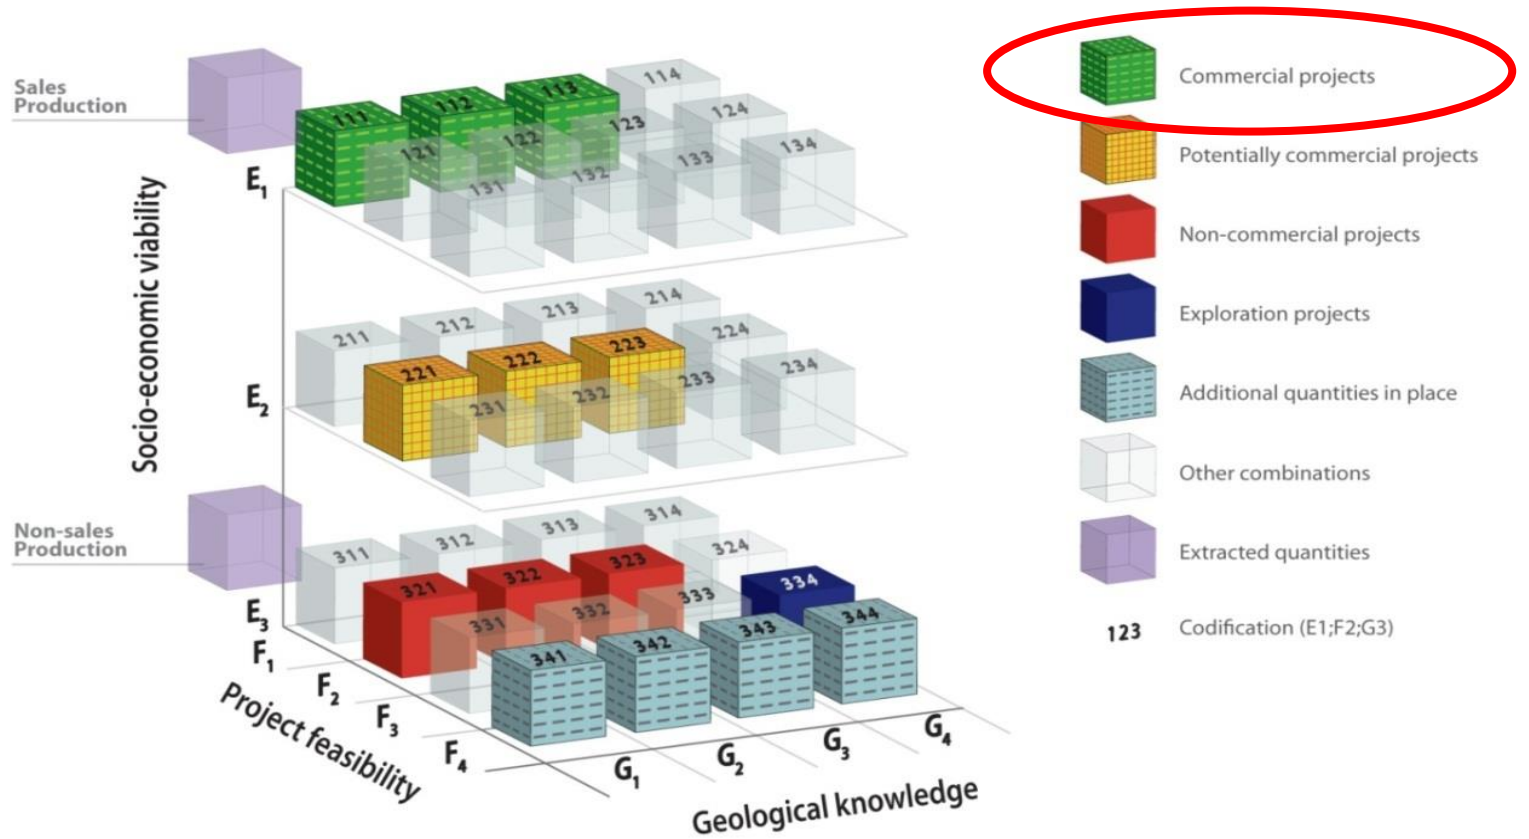 Sales
Production
111
112
113
114
121
122
123
124
131
132
133
134
E1
Socio-economic viability
211
212
213
214
221
222
223
224
231
232
233
234
E2
Non-sales
Production
311
312
313
314
321
322
323
324
331
332
333
334
341
342
343
344
E3
F1
F2
F3
F4
Project feasibility
G1
G2
G3
G4
Geological knowledge
Commercial projects
Potentially commercial projects
Non-commercial projects
Exploration projects
Additional quantities in place
Other combinations
Extracted quantities
123 Codification (E1;F2;G3)